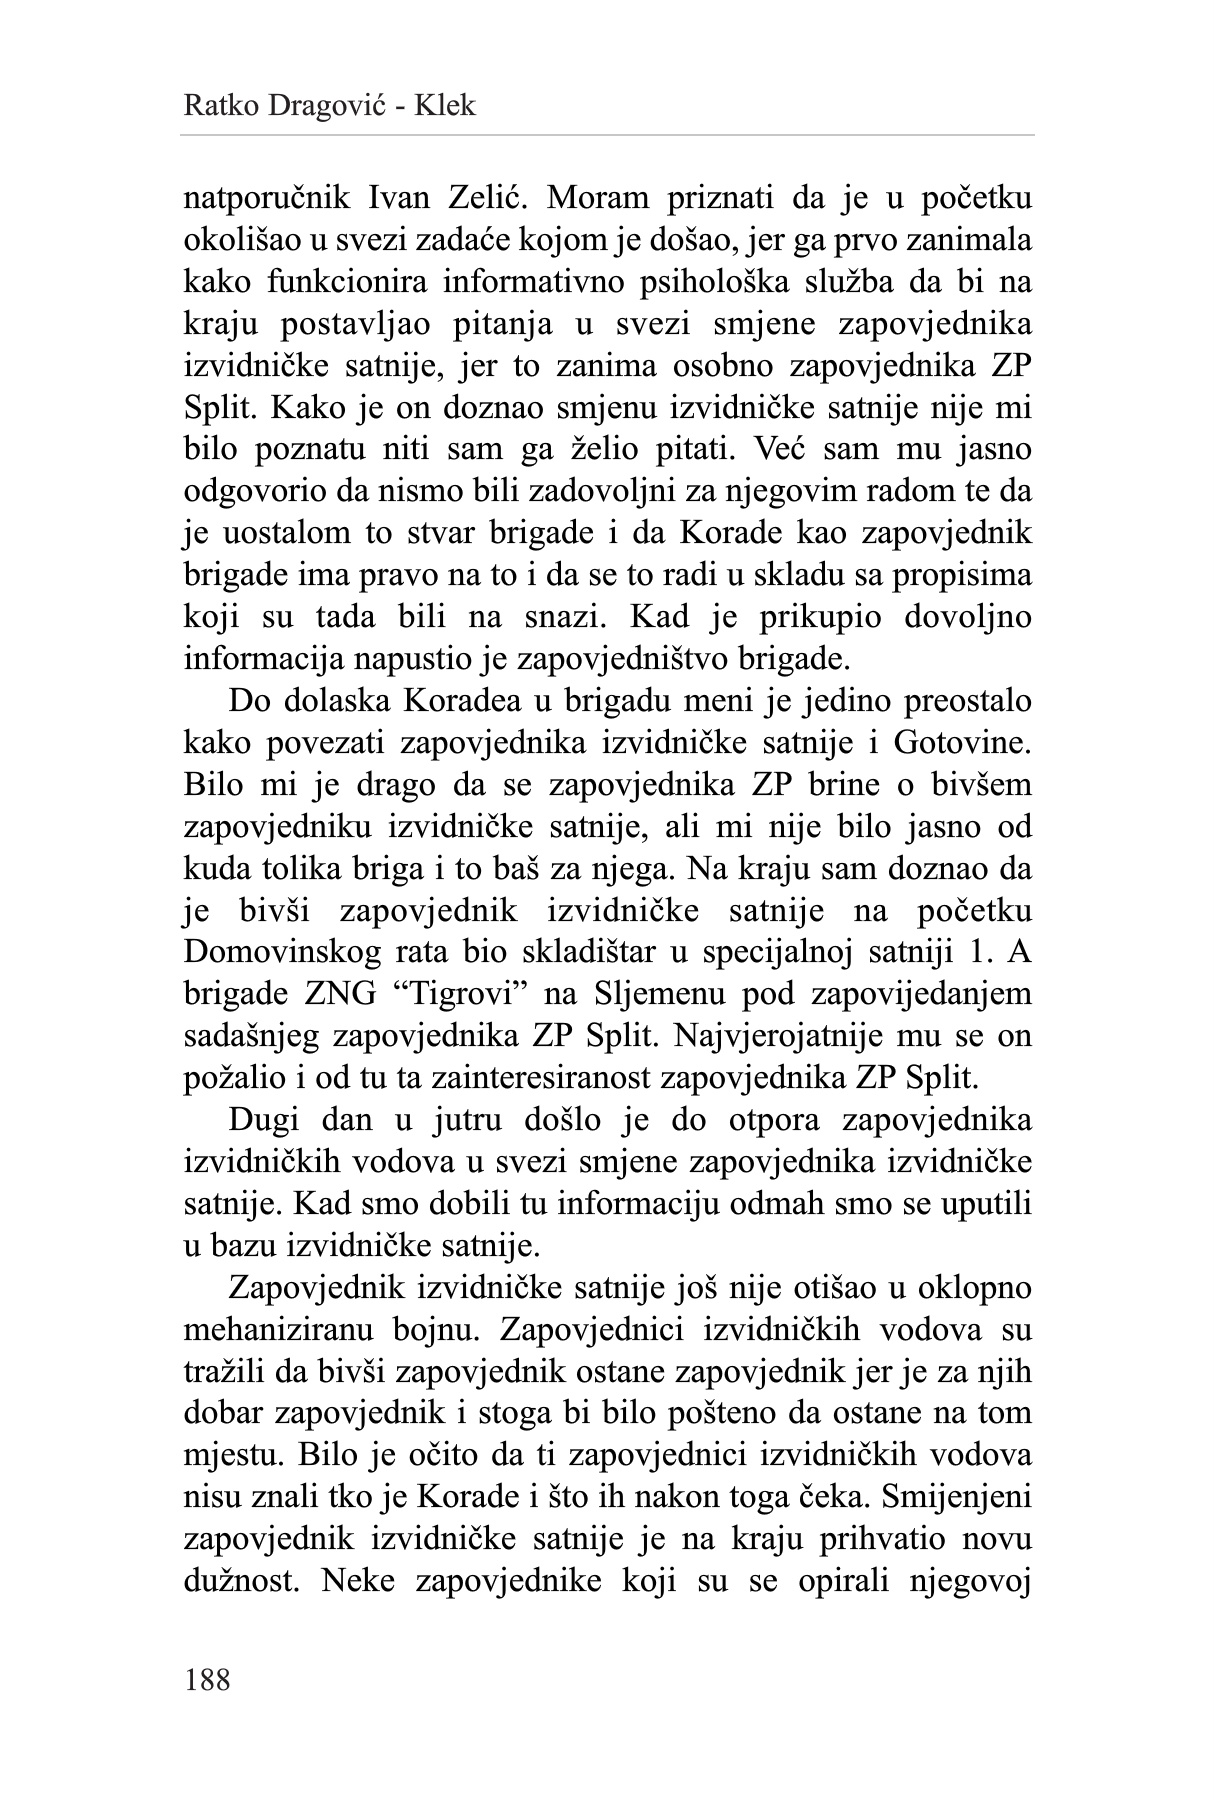 Ratko Dragović - Klek
natporučnik Ivan Zelić. Moram priznati da je u početku
okolišao u svezi zadaće kojom je došao, jer ga prvo zanimala
kako funkcionira informativno psihološka služba da bi na
kraju postavljao pitanja u svezi smjene zapovjednika
izvidničke satnije, jer to zanima osobno zapovjednika ZP
Split. Kako je on doznao smjenu izvidničke satnije nije mi
bilo poznatu niti sam ga želio pitati. Već sam mu jasno
odgovorio da nismo bili zadovoljni za njegovim radom te da
je uostalom to stvar brigade i da Korade kao zapovjednik
brigade ima pravo na to i da se to radi u skladu sa propisima
koji su tada bili na snazi. Kad je prikupio dovoljno
informacija napustio je zapovjedništvo brigade.
Do dolaska Koradea u brigadu meni je jedino preostalo
kako povezati zapovjednika izvidničke satnije i Gotovine.
Bilo mi je drago da se zapovjednika ZP brine o bivšem
zapovjedniku izvidničke satnije, ali mi nije bilo jasno od
kuda tolika briga i to baš za njega. Na kraju sam doznao da
je bivši zapovjednik izvidničke satnije na početku
Domovinskog rata bio skladištar u specijalnoj satniji 1. A
brigade ZNG “Tigrovi” na Sljemenu pod zapovijedanjem
sadašnjeg zapovjednika ZP Split. Najvjerojatnije mu se on
požalio i od tu ta zainteresiranost zapovjednika ZP Split.
Dugi dan u jutru došlo je do otpora zapovjednika
izvidničkih vodova u svezi smjene zapovjednika izvidničke
satnije. Kad smo dobili tu informaciju odmah smo se uputili
u bazu izvidničke satnije.
Zapovjednik izvidničke satnije još nije otišao u oklopno
mehaniziranu bojnu. Zapovjednici izvidničkih vodova su
tražili da bivši zapovjednik ostane zapovjednik jer je za njih
dobar zapovjednik i stoga bi bilo pošteno da ostane na tom
mjestu. Bilo je očito da ti zapovjednici izvidničkih vodova
nisu znali tko je Korade i što ih nakon toga čeka. Smijenjeni
zapovjednik izvidničke satnije je na kraju prihvatio novu
dužnost. Neke zapovjednike koji su se opirali njegovoj
188